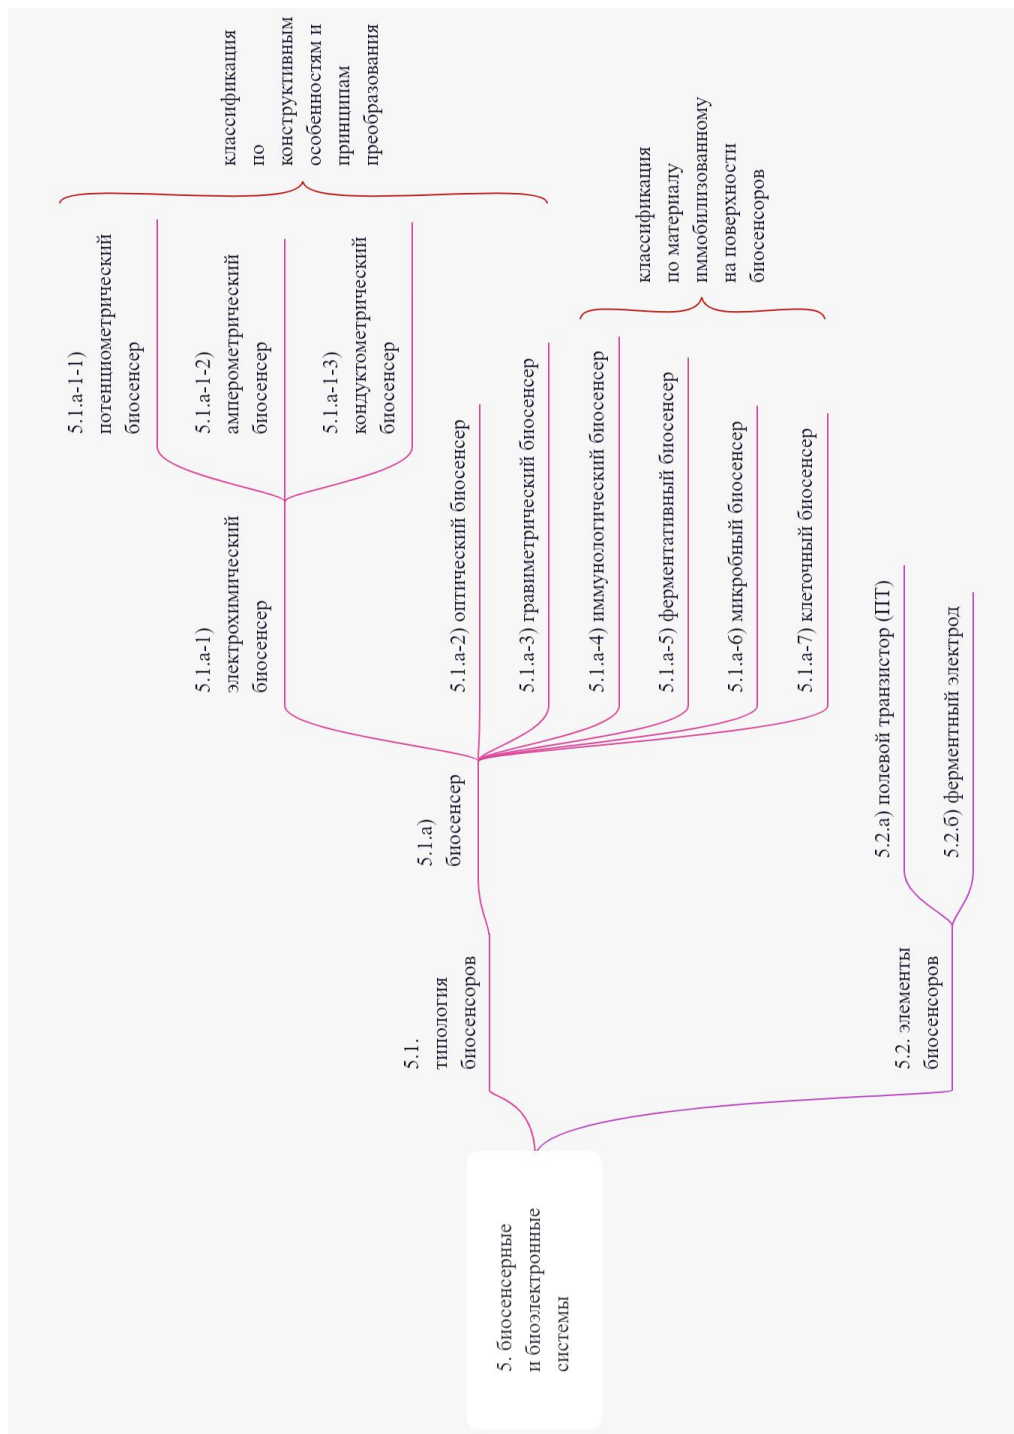 5. биосенсерные
и биоэлектронные
системы
5.1.
типология
биосенсоров
5.1.а)
биосенсер
5.1.а-1)
электрохимический
биосенсер
5.1.а-1-1)
потенциометрический
биосенсер
5.1.а-1-2)
амперометрический
биосенсер
5.1.а-1-3)
кондуктометрический
биосенсер
5.1.а-2) оптический биосенсер
5.1.а-3) гравиметрический биосенсер
классификация
по
конструктивным
особенностям и
принципам
преобразования
5.1.а-4) иммунологический биосенсер
5.1.а-5) ферментативный биосенсер
5.1.а-6) микробный биосенсер
5.1.а-7) клеточный биосенсер
классификация
по материалу
иммобилизованному
на поверхности
биосенсоров
5.2. элементы
биосенсоров
5.2.а) полевой транзистор (ПТ)
5.2.б) ферментный электрод